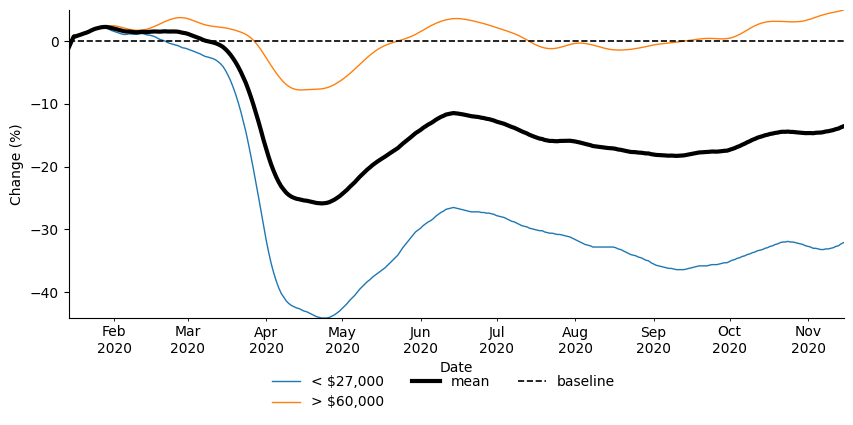 Change (%)
0
−10
−20
−30
−40
Feb Mar Apr May Jun Jul Aug Sep Oct Nov
2020 2020 2020 2020 2020 2020 2020 2020 2020 2020
Date
< $27,000 mean baseline
> $60,000